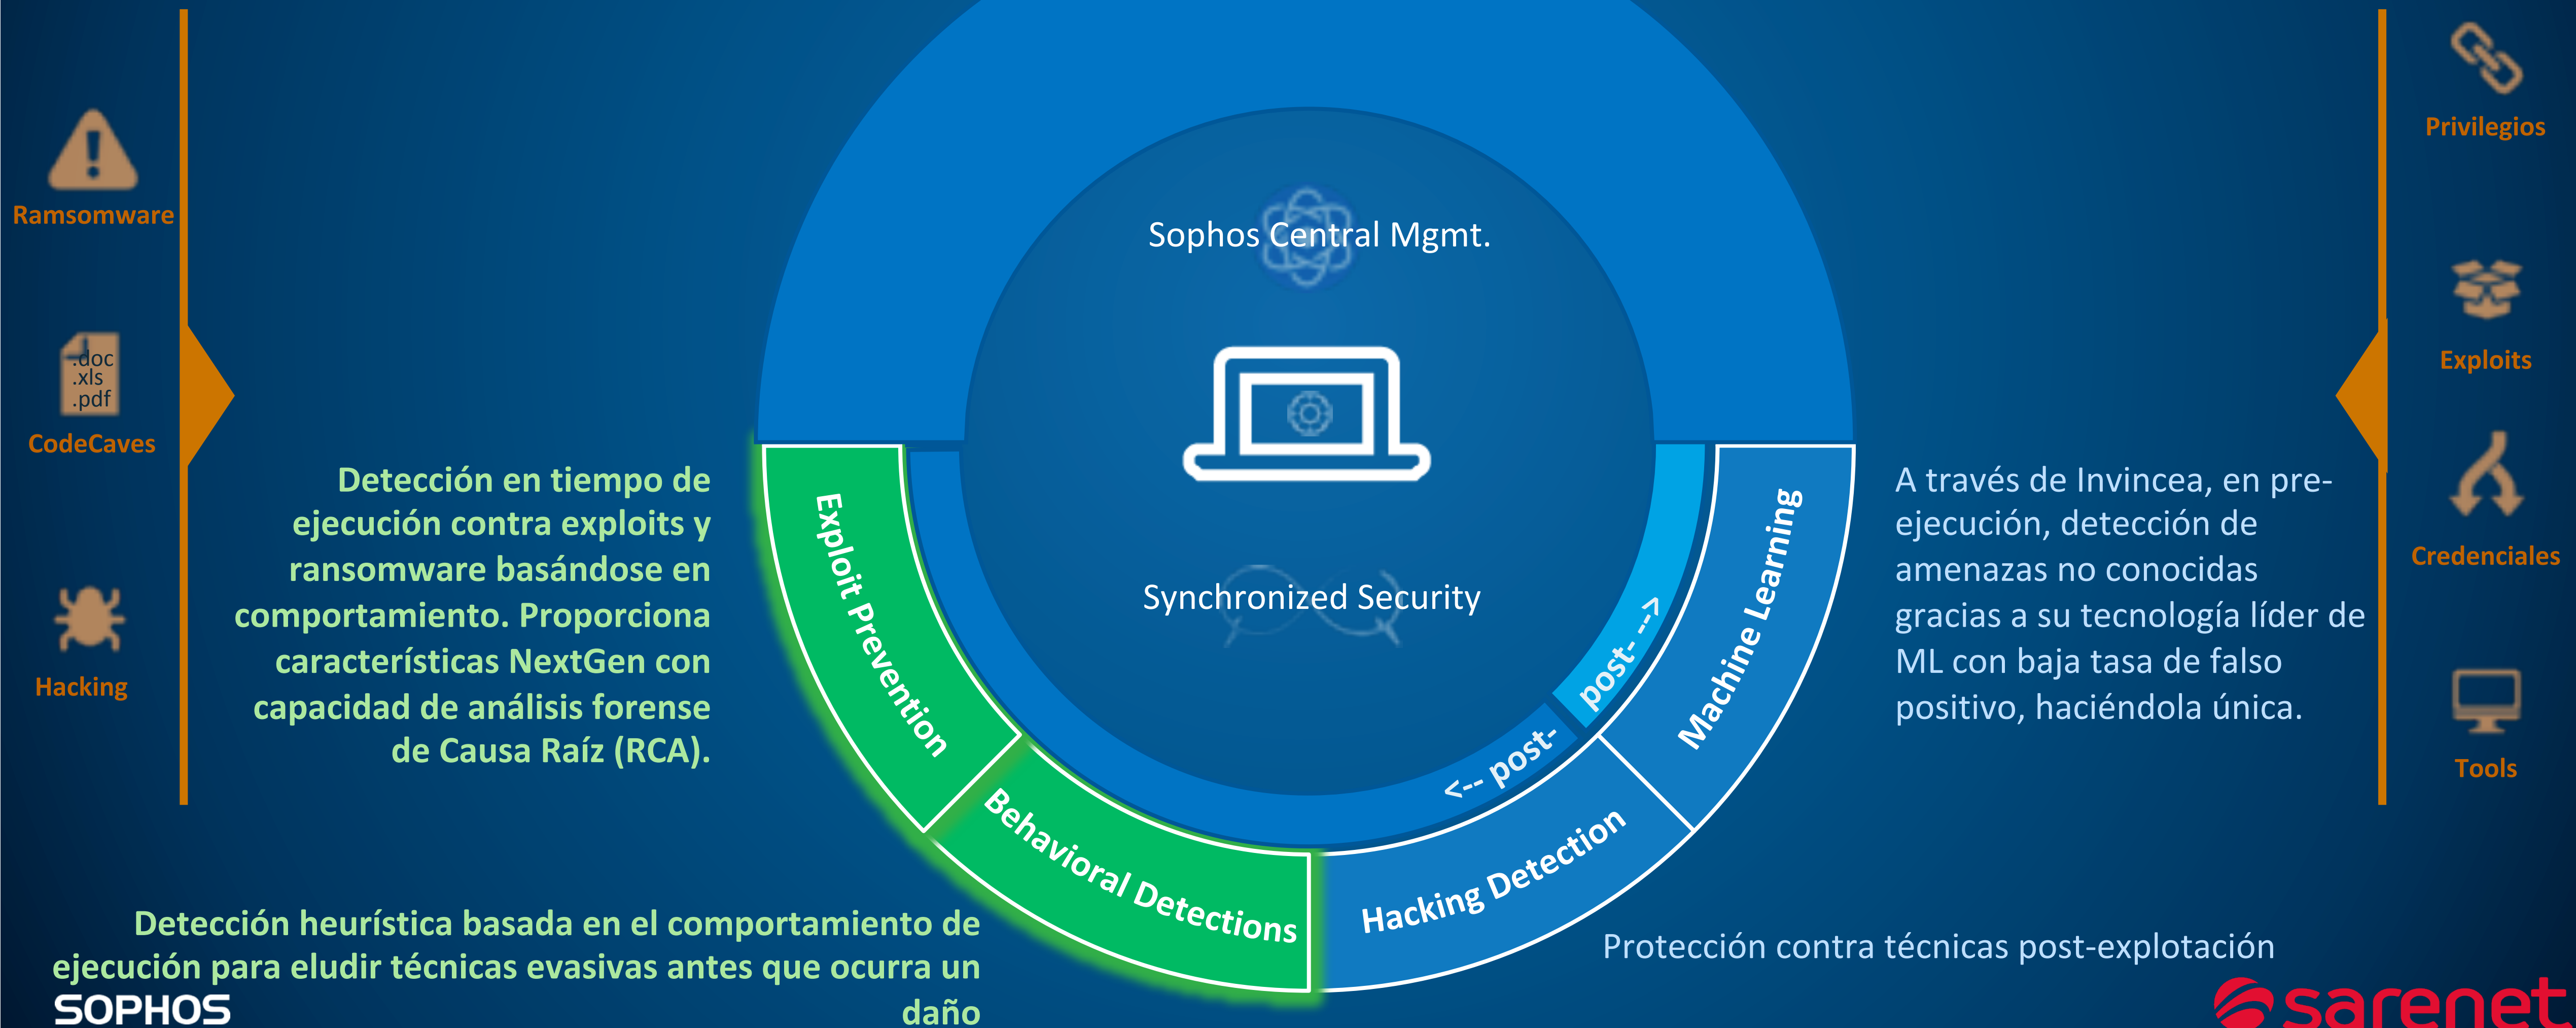 Ramsomware
.doc
.xls
.pdf
CodeCaves
Hacking
Detección en tiempo de
ejecución contra exploits y
ransomware basándose en
comportamiento. Proporciona
características NextGen con
capacidad de análisis forense
de Causa Raíz (RCA).
Detección heurística basada en el comportamiento de
ejecución para eludir técnicas evasivas antes que ocurra un
daño
SOPHOS
Sophos Central Mgmt.
Synchronized Security
Exploit Prevention
Behavioral Detections
Hacking Detection
Machine Learning
<-- post-
post- -->
A través de Invincea, en pre-
ejecución, detección de
amenazas no conocidas
gracias a su tecnología líder de
ML con baja tasa de falso
positivo, haciéndola única.
Protección contra técnicas post-explotación
Privilegios
Exploits
Credenciales
Tools
sarenet